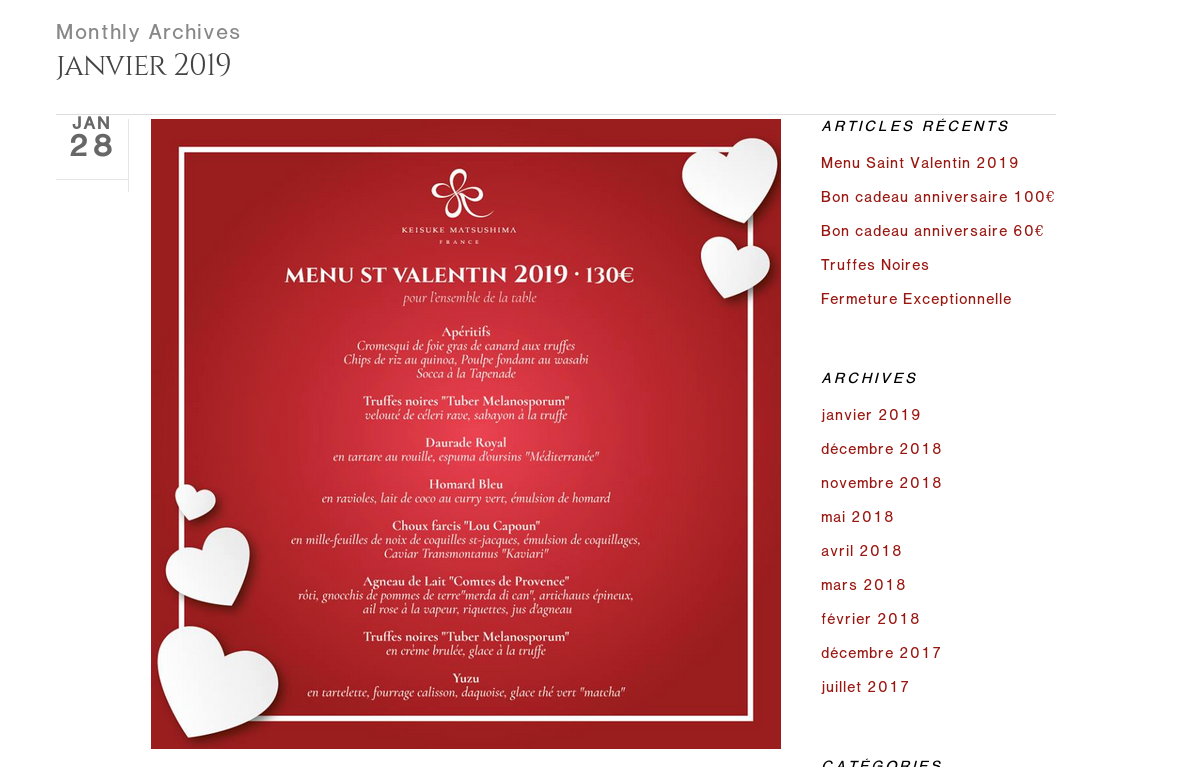 Monthly Archives
JANVIER 2019
JAN
28
KEISUKE MATSUSHIMA
FRANCE
MENU ST VALENTIN 2019 · 130€
pour l'ensemble de la table
Apéritifs
Cromesqui de foie gras de canard aux truffes
Chips de riz au quinoa, Poulpe fondant au wasabi
Socca à la Tapenade
Truffes noires "Tuber Melanosporum"
velouté de céleri rave, sabayon à la truffe
Daurade Royal
en tartare au rouille, espuma d'oursins "Méditerranée"
Homard Bleu
en ravioles, lait de coco au curry vert, émulsion de homard
Choux farcis "Lou Capoun"
en mille-feuilles de noix de coquilles st-jacques, émulsion de coquillages,
Caviar Transmontanus "Kaviari"
Agneau de Lait "Comtes de Provence"
rôti, gnocchis de pommes de terre"merda di can", artichauts épineux,
ail rose à la vapeur, riquettes, jus d'agneau
Truffes noires "Tuber Melanosporum"
en crème brulée, glace à la truffe
Yuzu
en tartelette, fourrage calisson, daquoise, glace thé vert "matcha"
ARTICLES RÉCENTS
Menu Saint Valentin 2019
Bon cadeau anniversaire 100€
Bon cadeau anniversaire 60€
Truffes Noires
Fermeture Exceptionnelle
ARCHIVES
janvier 2019
décembre 2018
novembre 2018
mai 2018
avril 2018
mars 2018
février 2018
décembre 2017
juillet 2017
CATÉGORIES